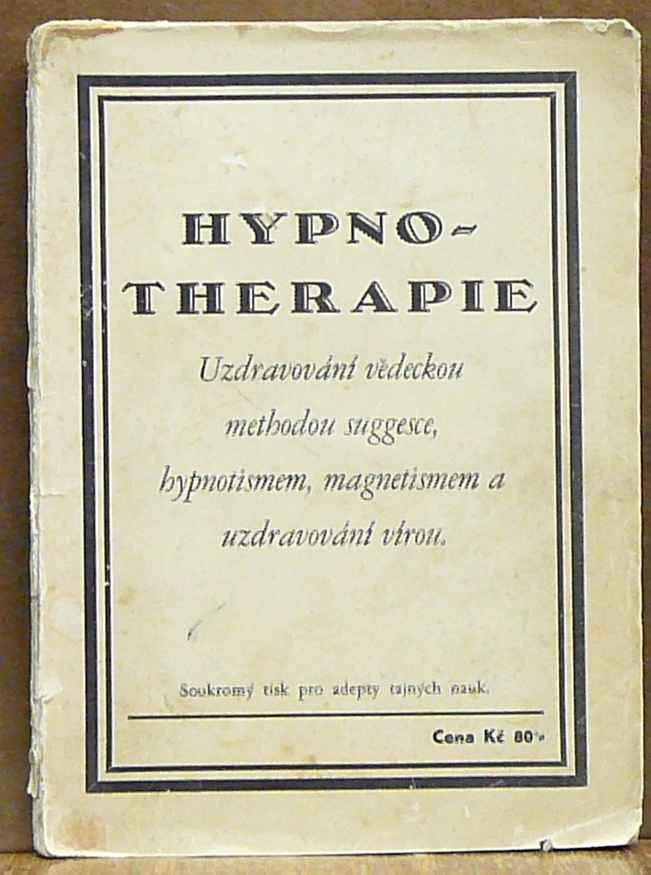 HYPNO-
THERAPIE
Uzdravování vědeckou
methodou suggesce,
hypnotismem, magnetismem a
uzdravování vírou.
Soukromý tisk pro adepty tajných nauk.
Cena Kč 80